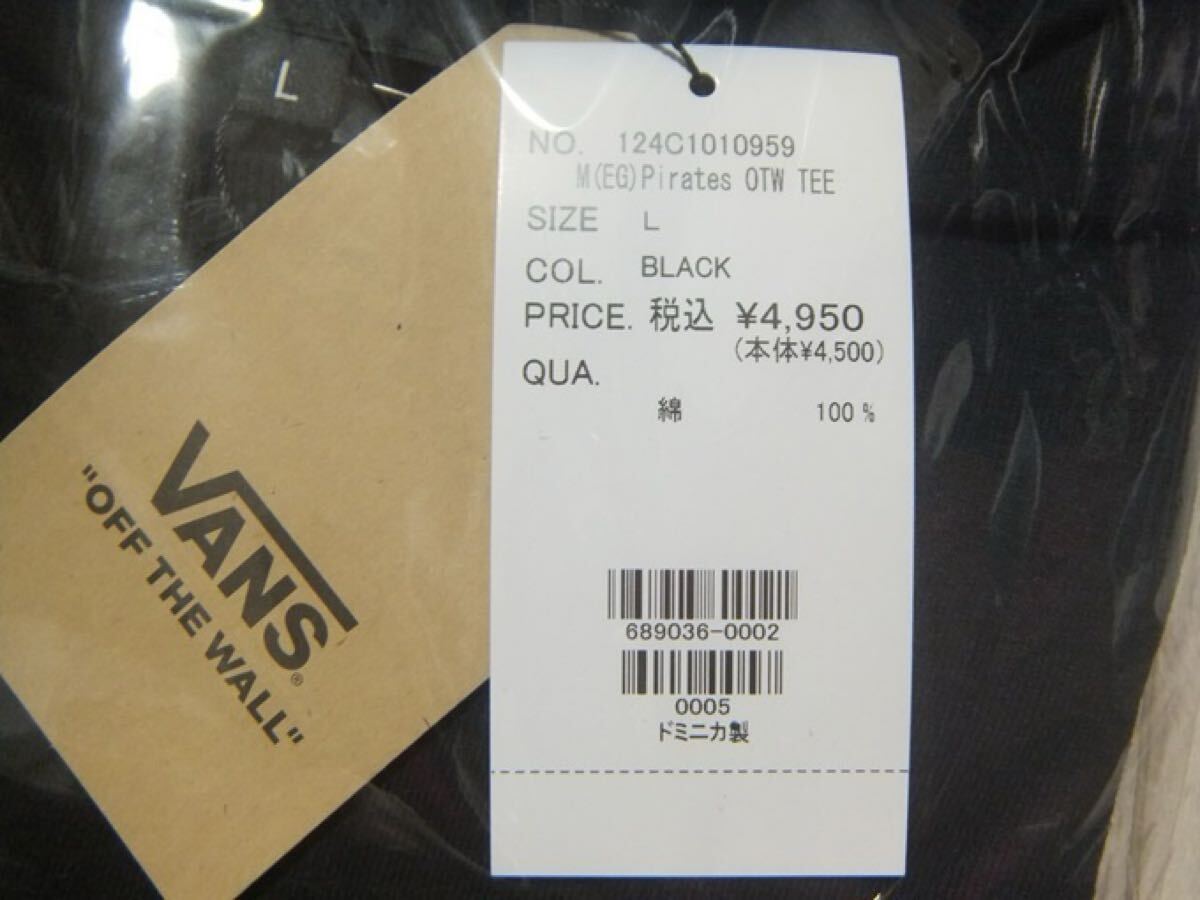 L
NO. 124C1010959
M(EG)Pirates OTW TEE
SIZE L
COL. BLACK
PRICE. 税込 ¥4,950
(本体¥4,500)
QUA.
綿 100%
689036-0002
0005
ドミニカ製
VANS®
"OFF THE WALL"